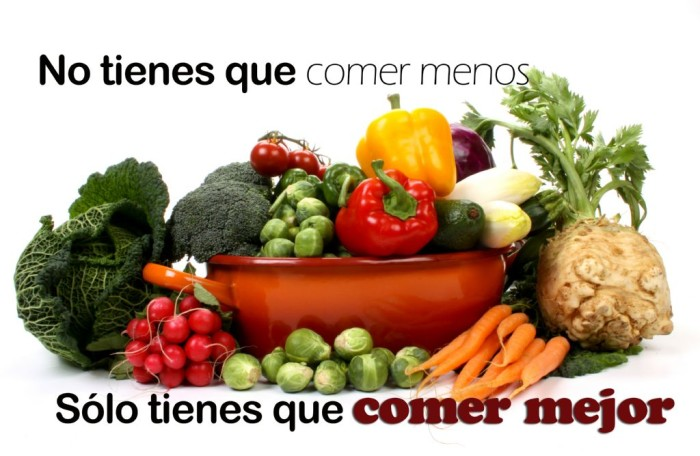 No tienes que comer menos
Sólo tienes que comer mejor